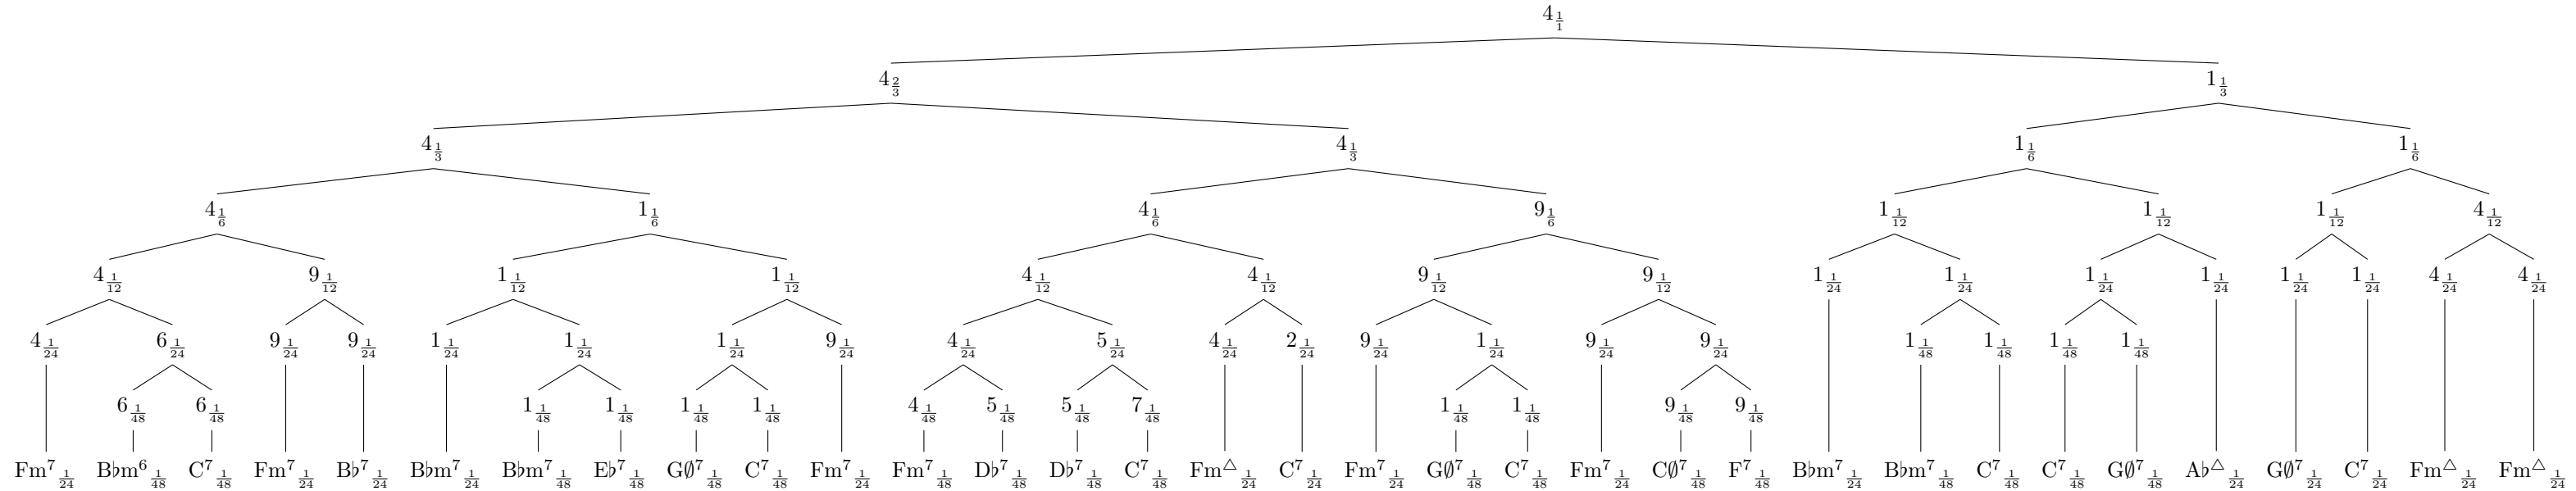 4 1/1
4 2/3 1 1/3
4 1/3 4 1/3 1 1/6 1 1/6
4 1/6 1 1/6 4 1/6 9 1/6 1 1/12 1 1/12 1 1/12 4 1/12
4 1/12 9 1/12 1 1/12 1 1/12 4 1/12 4 1/12 9 1/12 9 1/12 1 1/24 1 1/24 1 1/24 1 1/24 1 1/24 1 1/24 4 1/24 4 1/24
4 1/24 6 1/24 9 1/24 9 1/24 1 1/24 1 1/24 1 1/24 9 1/24 4 1/24 5 1/24 4 1/24 2 1/24 9 1/24 1 1/24 9 1/24 9 1/24 1 1/48 1 1/48 1 1/48 1 1/48
6 1/48 6 1/48 1 1/48 1 1/48 1 1/48 1 1/48 4 1/48 5 1/48 5 1/48 7 1/48 1 1/48 1 1/48 9 1/48 9 1/48
Fm⁷ 1/24 B♭m⁶ 1/48 C⁷ 1/48 Fm⁷ 1/24 B♭⁷ 1/24 B♭m⁷ 1/24 B♭m⁷ 1/48 E♭⁷ 1/48 G∅⁷ 1/48 C⁷ 1/48 Fm⁷ 1/24 Fm⁷ 1/48 D♭⁷ 1/48 D♭⁷ 1/48 C⁷ 1/48 Fm△ 1/24 C⁷ 1/24 Fm⁷ 1/24 G∅⁷ 1/48 C⁷ 1/48 Fm⁷ 1/24 C∅⁷ 1/48 F⁷ 1/48 B♭m⁷ 1/24 B♭m⁷ 1/48 C⁷ 1/48 C⁷ 1/48 G∅⁷ 1/48 A♭△ 1/24 G∅⁷ 1/24 C⁷ 1/24 Fm△ 1/24 Fm△ 1/24